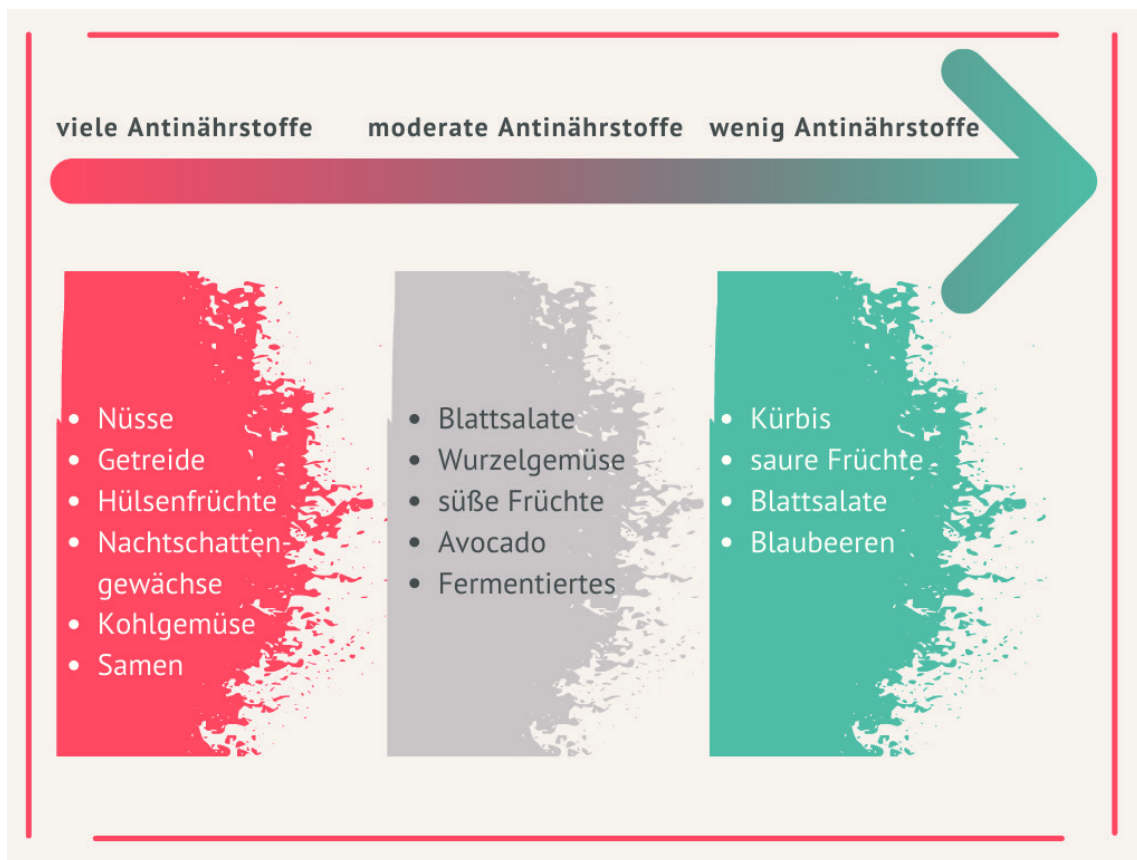 viele Antinährstoffe
moderate Antinährstoffe
wenig Antinährstoffe
Nüsse
Getreide
Hülsenfrüchte
Nachtschatten-
gewächse
Kohlgemüse
Samen
Blattsalate
Wurzelgemüse
süße Früchte
Avocado
Fermentiertes
Kürbis
saure Früchte
Blattsalate
Blaubeeren